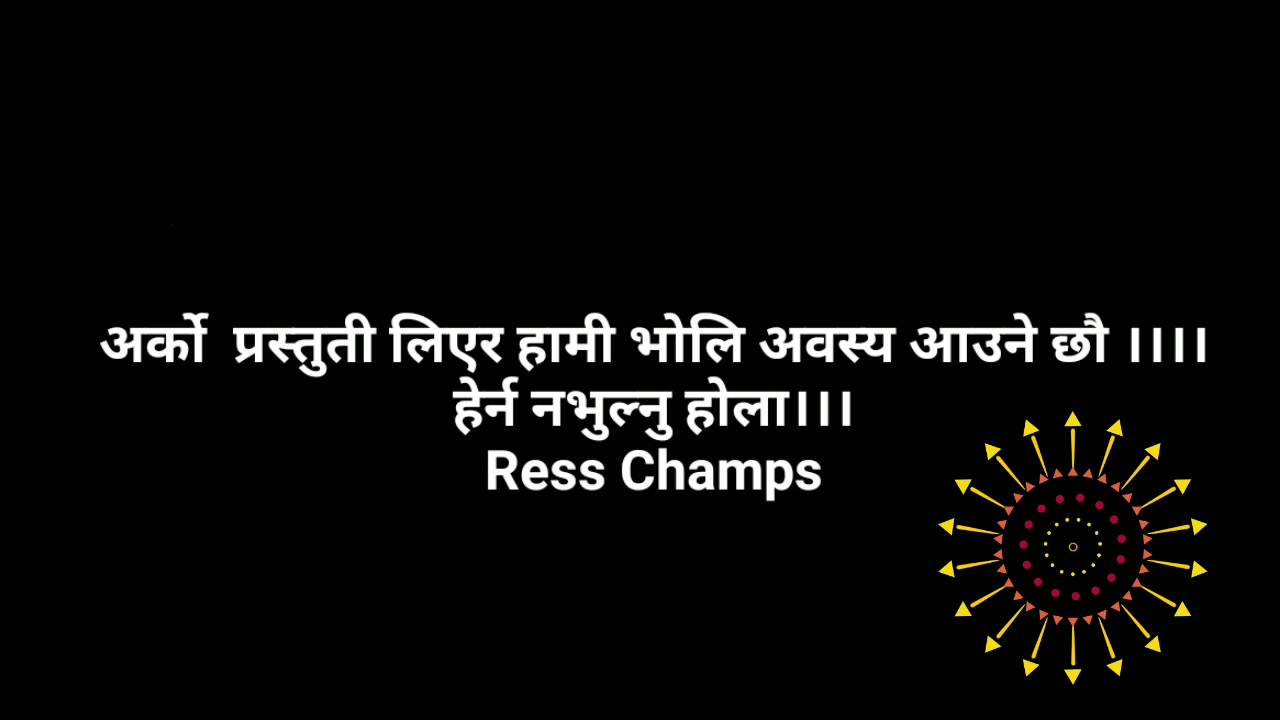 अर्को  प्रस्तुती लिएर हामी भोलि अवस्य आउने छौ ।।।।
हेर्न नभुल्नु होला।।।
Ress Champs